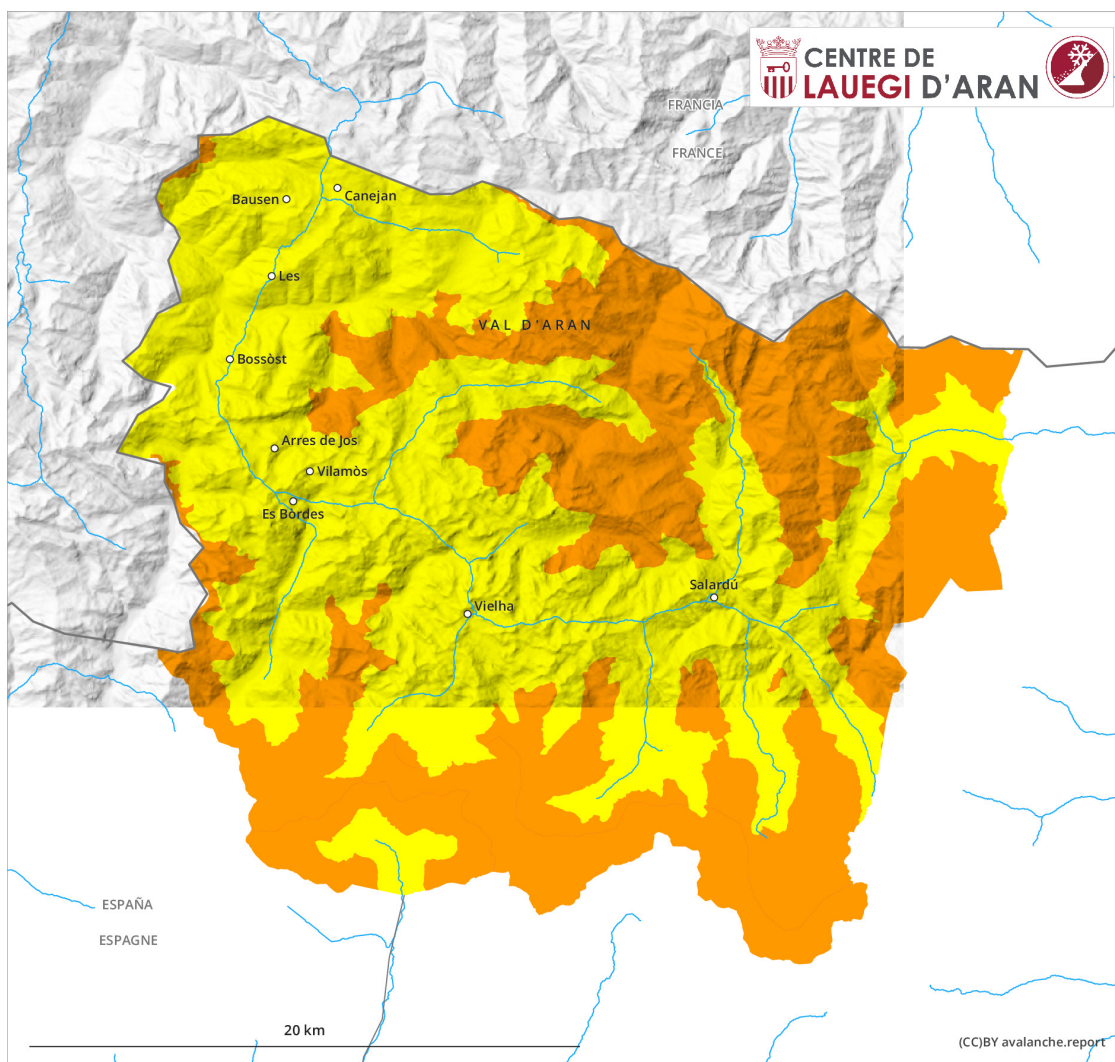 CENTRE DE
LAUEGI D'ARAN
FRANCIA
FRANCE
Bausen
Canejan
Les
VAL D'ARAN
Bossòst
Arres de Jos
Vilamòs
Es Bòrdes
Salardú
Vielha
ESPAÑA
ESPAGNE
20 km
(CC)BY avalanche.report